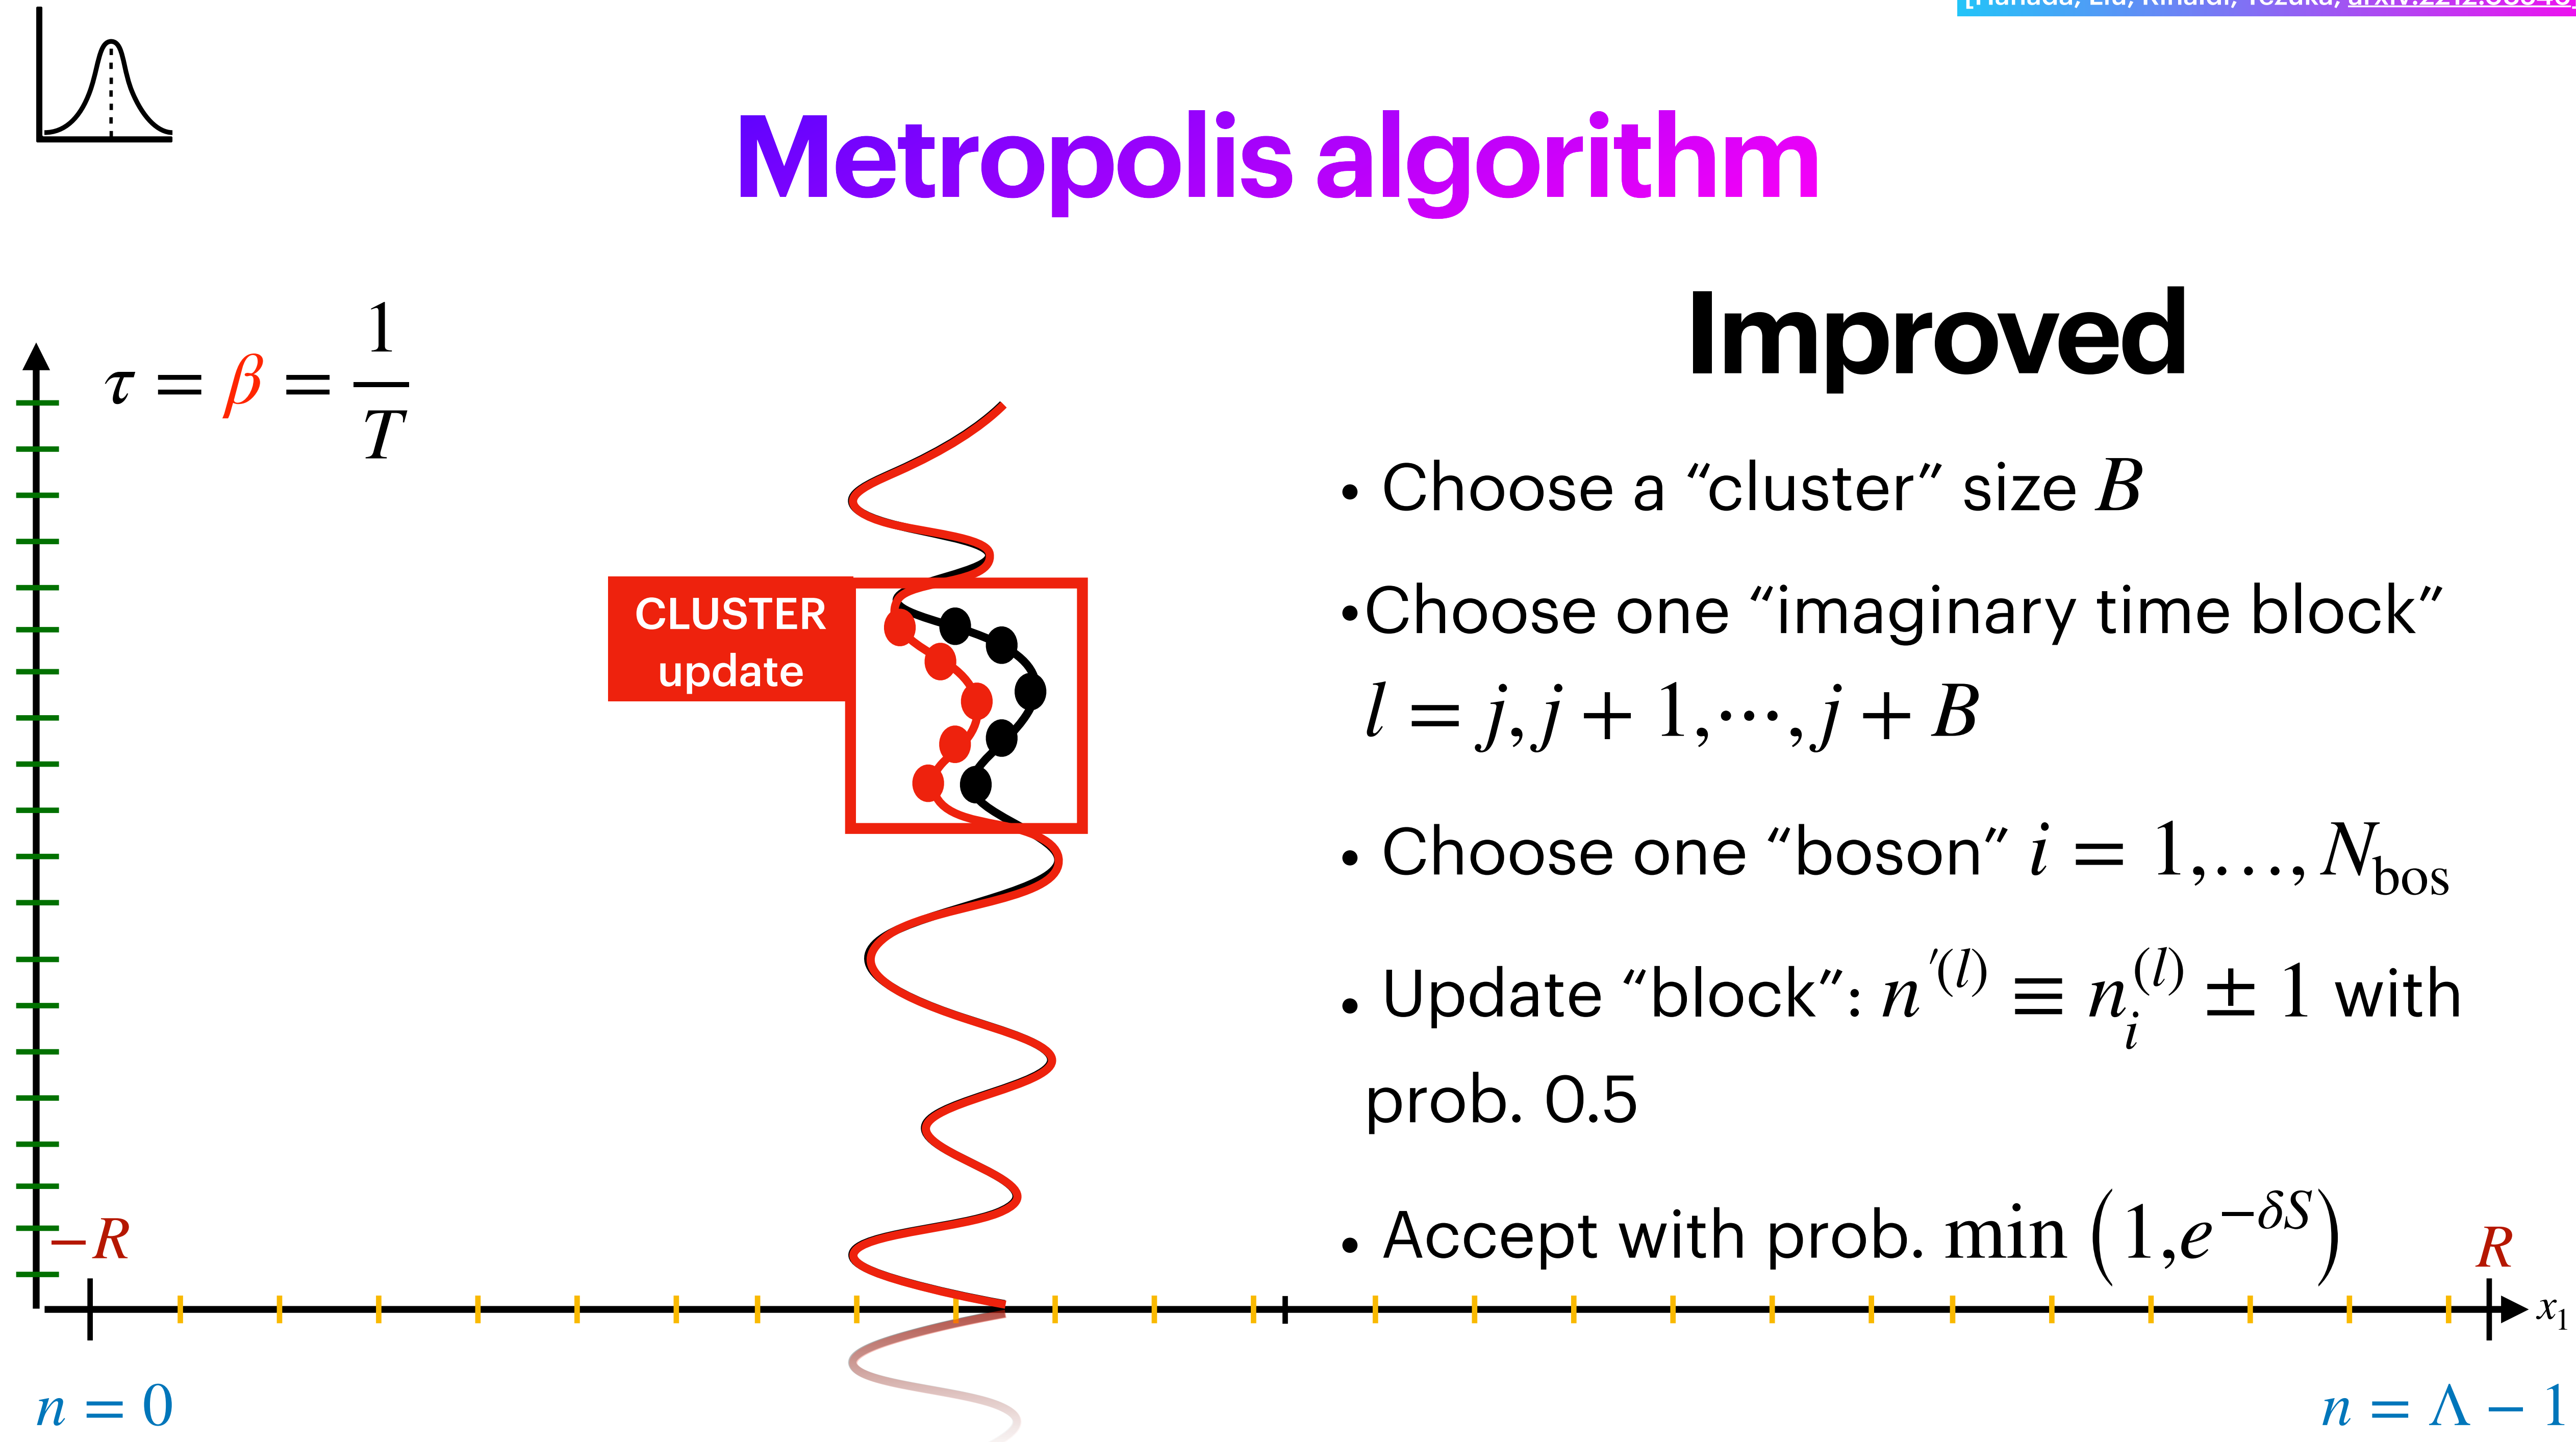 Metropolis algorithm
τ = β = 1/T
Improved
• Choose a “cluster” size B
•Choose one “imaginary time block”
l = j, j + 1,⋯, j + B
• Choose one “boson” i = 1,…, N_bos
• Update “block”: n′^(l) ≡ n_i^(l) ± 1 with
prob. 0.5
• Accept with prob. min (1,e^−δS)
CLUSTER
update
−R
R
x_1
n = 0
n = Λ − 1